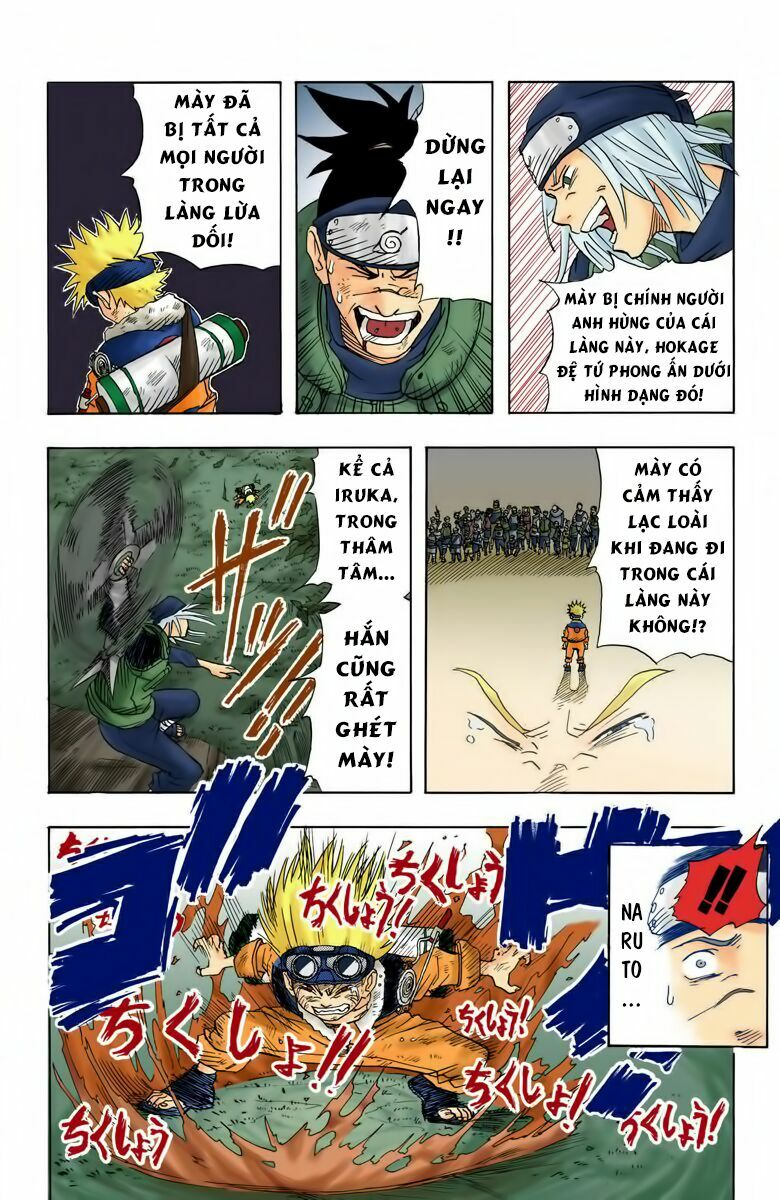 MÀY BỊ CHÍNH NGƯỜI
ANH HÙNG CỦA CÁI
LÀNG NÀY, HOKAGE
ĐỆ TỨ PHONG ẤN DƯỚI
HÌNH DẠNG ĐÓ!
DỪNG
LẠI
NGAY
!!
MÀY ĐÃ
BỊ TẤT CẢ
MỌI NGƯỜI
TRONG
LÀNG LỪA
DỐI!
MÀY CÓ
CẢM THẤY
LẠC LOÀI
KHI ĐANG ĐI
TRONG CÁI
LÀNG NÀY
KHÔNG!?
KỂ CẢ
IRUKA,
TRONG
THÂM
TÂM...
HẮN
CŨNG
RẤT
GHÉT
MÀY!
!!
NA
RU
TO
...
ちくしょう
ちくしょう!
ちくしょう!
ちくしょ!!
ちくしょう!
ちくしょう
ちくしょう!